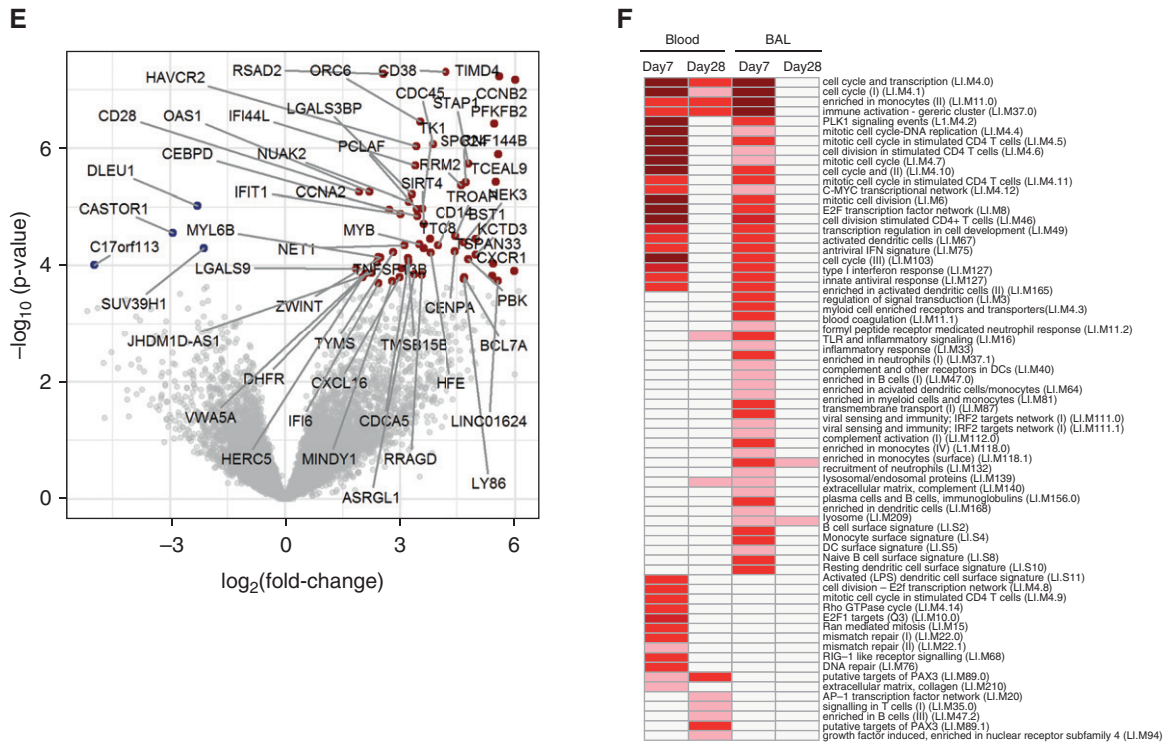 E
HAVCR2
RSAD2
ORC6
CD38
TIMD4
CCNB2
CDC45
STAP1
PFKFB2
LGALS3BP
CD28
OAS1
IFI44L
TK1
RNF144B
CEBPD
NUAK2
PCLAF
RRM2
TCEAL9
DLEU1
IFIT1
CCNA2
SIRT4
TROAP
NEK3
CASTOR1
CD14
BST1
C17orf113
MYL6B
MYB
TTC8
KCTD3
NET1
SPAN33
CXCR1
LGALS9
TNFSF13B
SUV39H1
ZWINT
CENPA
PBK
JHDM1D-AS1
TYMS
TMSB15B
BCL7A
DHFR
CXCL16
HFE
VWA5A
IFI6
CDCA5
LINC01624
HERC5
MINDY1
RRAGD
LY86
ASRGL1
6
4
2
0
−3
0
3
6
−log10 (p-value)
log2(fold-change)
F
Blood
BAL
Day7
Day28
Day7
Day28
cell cycle and transcription (LI.M4.0)
cell cycle (I) (LI.M4.1)
enriched in monocytes (II) (LI.M11.0)
immune activation - gereric cluster (LI.M37.0)
PLK1 signaling events (L1.M4.2)
mitotic cell cycle-DNA replication (LI.M4.4)
mitotic cell cycle in stimulated CD4 T cells (LI.M4.5)
cell division in stimulated CD4 T cells (LI.M4.6)
mitotic cell cycle (LI.M4.7)
cell cycle and (II) (LI.M4.10)
mitotic cell cycle in stimulated CD4 T cells (LI.M4.11)
C-MYC transcriptional network (LI.M4.12)
mitotic cell division (LI.M6)
E2F transcription factor network (LI.M8)
cell division stimulated CD4+ T cells (LI.M46)
transcription regulation in cell development (LI.M49)
activated dendritic cells (LI.M67)
antiviral IFN signature (LI.M75)
cell cycle (III) (LI.M103)
type I interferon response (LI.M127)
innate antiviral response (LI.M127)
enriched in activated dendritic cells (II) (LI.M165)
regulation of signal transduction (LI.M3)
myeloid cell enriched receptors and transporters(LI.M4.3)
blood coagulation (LI.M11.1)
formyl peptide receptor medicated neutrophil response (LI.M11.2)
TLR and inflammatory signaling (LI.M16)
inflammatory response (LI.M33)
enriched in neutrophils (I) (LI.M37.1)
complement and other receptors in DCs (LI.M40)
enriched in B cells (I) (LI.M47.0)
enriched in acivated dendritic cells/monocytes (LI.M64)
enriched in myeloid cells and monocytes (LI.M81)
transmembrane transport (I) (LI.M87)
viral sensing and immunity; IRF2 targets network (I) (LI.M111.0)
viral sensing and immunity; IRF2 targets network (I) (LI.M111.1)
complement activation (I) (LI.M112.0)
enriched in monocytes (IV) (L1.M118.0)
enriched in monocytes (surface) (LI.M118.1)
recruitment of neutrophils (LI.M132)
lysosomal/endosomal proteins (LI.M139)
extracellular matrix, complement (LI.M140)
plasma cells and B cells, immunoglobulins (LI.M156.0)
enriched in dendritic cells (LI.M168)
lysosome (LI.M209)
B cell surface signature (LI.S2)
Monocyte surface signature (LI.S4)
DC surface signature (LI.S5)
Naive B cell surface signature (LI.S8)
Resting dendritic cell surface signature (LI.S10)
Activated (LPS) dendritic cell surface signature (LI.S11)
cell division – E2f transcription network (LI.M4.8)
mitotic cell cycle in stimulated CD4 T cells (LI.M4.9)
Rho GTPase cycle (LI.M4.14)
E2F1 targets (Q3) (LI.M10.0)
Ran mediated mitosis (LI.M15)
mismatch repair (I) (LI.M22.0)
mismatch repair (II) (LI.M22.1)
RIG–1 like receptor signalling (LI.M68)
DNA repair (LI.M76)
putative targets of PAX3 (LI.M89.0)
extracellular matrix, collagen (LI.M210)
AP–1 transcription factor network (LI.M20)
signalling in T cells (I) (LI.M35.0)
enriched in B cells (III) (LI.M47.2)
putative targets of PAX3 (LI.M89.1)
growth factor induced, enriched in nuclear receptor subfamily 4 (LI.M94)